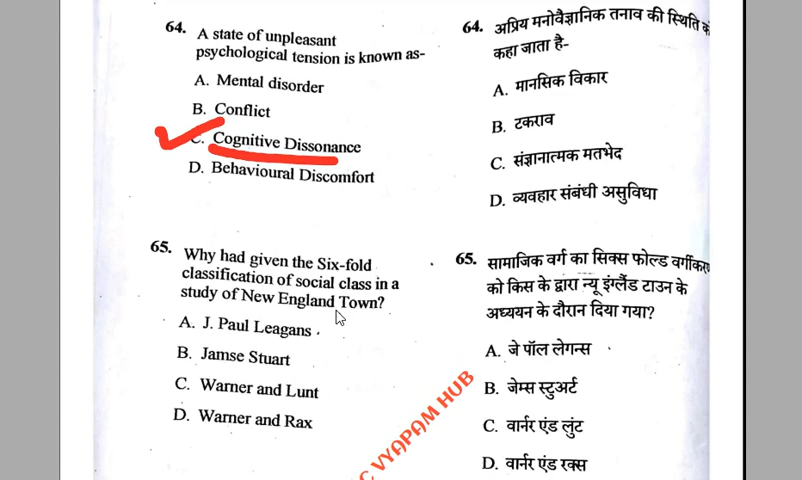 64. A state of unpleasant
psychological tension is known as-
A. Mental disorder
B. Conflict
C. Cognitive Dissonance
D. Behavioural Discomfort
65. Why had given the Six-fold
classification of social class in a
study of New England Town?
A. J. Paul Leagans .
B. Jamse Stuart
C. Warner and Lunt
D. Warner and Rax
64. अप्रिय मनोवैज्ञानिक तनाव की स्थिति
कहा जाता है-
A. मानसिक विकार
B. टकराव
C. संज्ञानात्मक मतभेद
D. व्यवहार संबंधी असुविधा
65. सामाजिक वर्ग का सिक्स फोल्ड वर्गीकरण
को किस के द्वारा न्यू इंग्लैंड टाउन के
अध्ययन के दौरान दिया गया?
A. जे पॉल लेगन्स
B. जेम्स स्टुअर्ट
C. वार्नर एंड लुंट
D. वार्नर एंड रक्स
C VYAPAM HUB